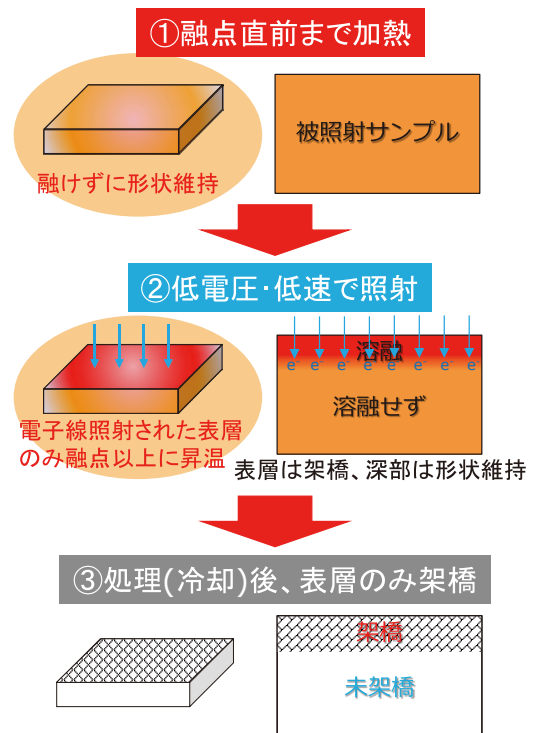 ①融点直前まで加熱
被照射サンプル
融けずに形状維持
②低電圧・低速で照射
溶融
e⁻ e⁻ e⁻ e⁻ e⁻ e⁻ e⁻ e⁻
溶融せず
電子線照射された表層
のみ融点以上に昇温
表層は架橋、深部は形状維持
③処理(冷却)後、表層のみ架橋
架橋
未架橋